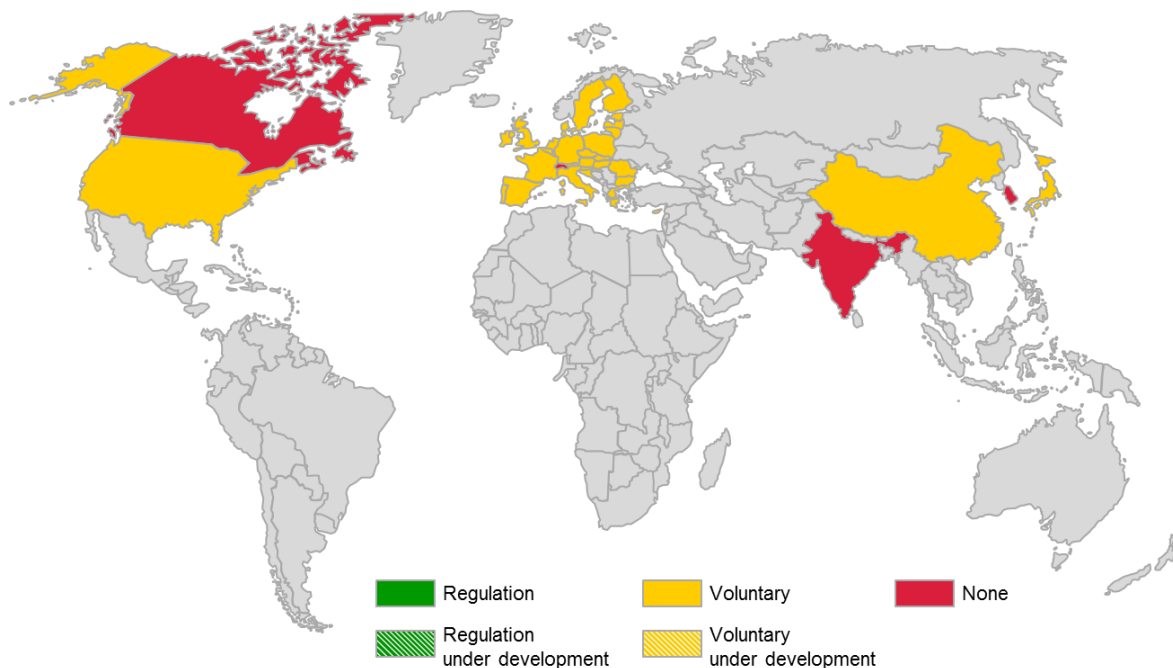 Regulation
Voluntary
None
Regulation
under development
Voluntary
under development